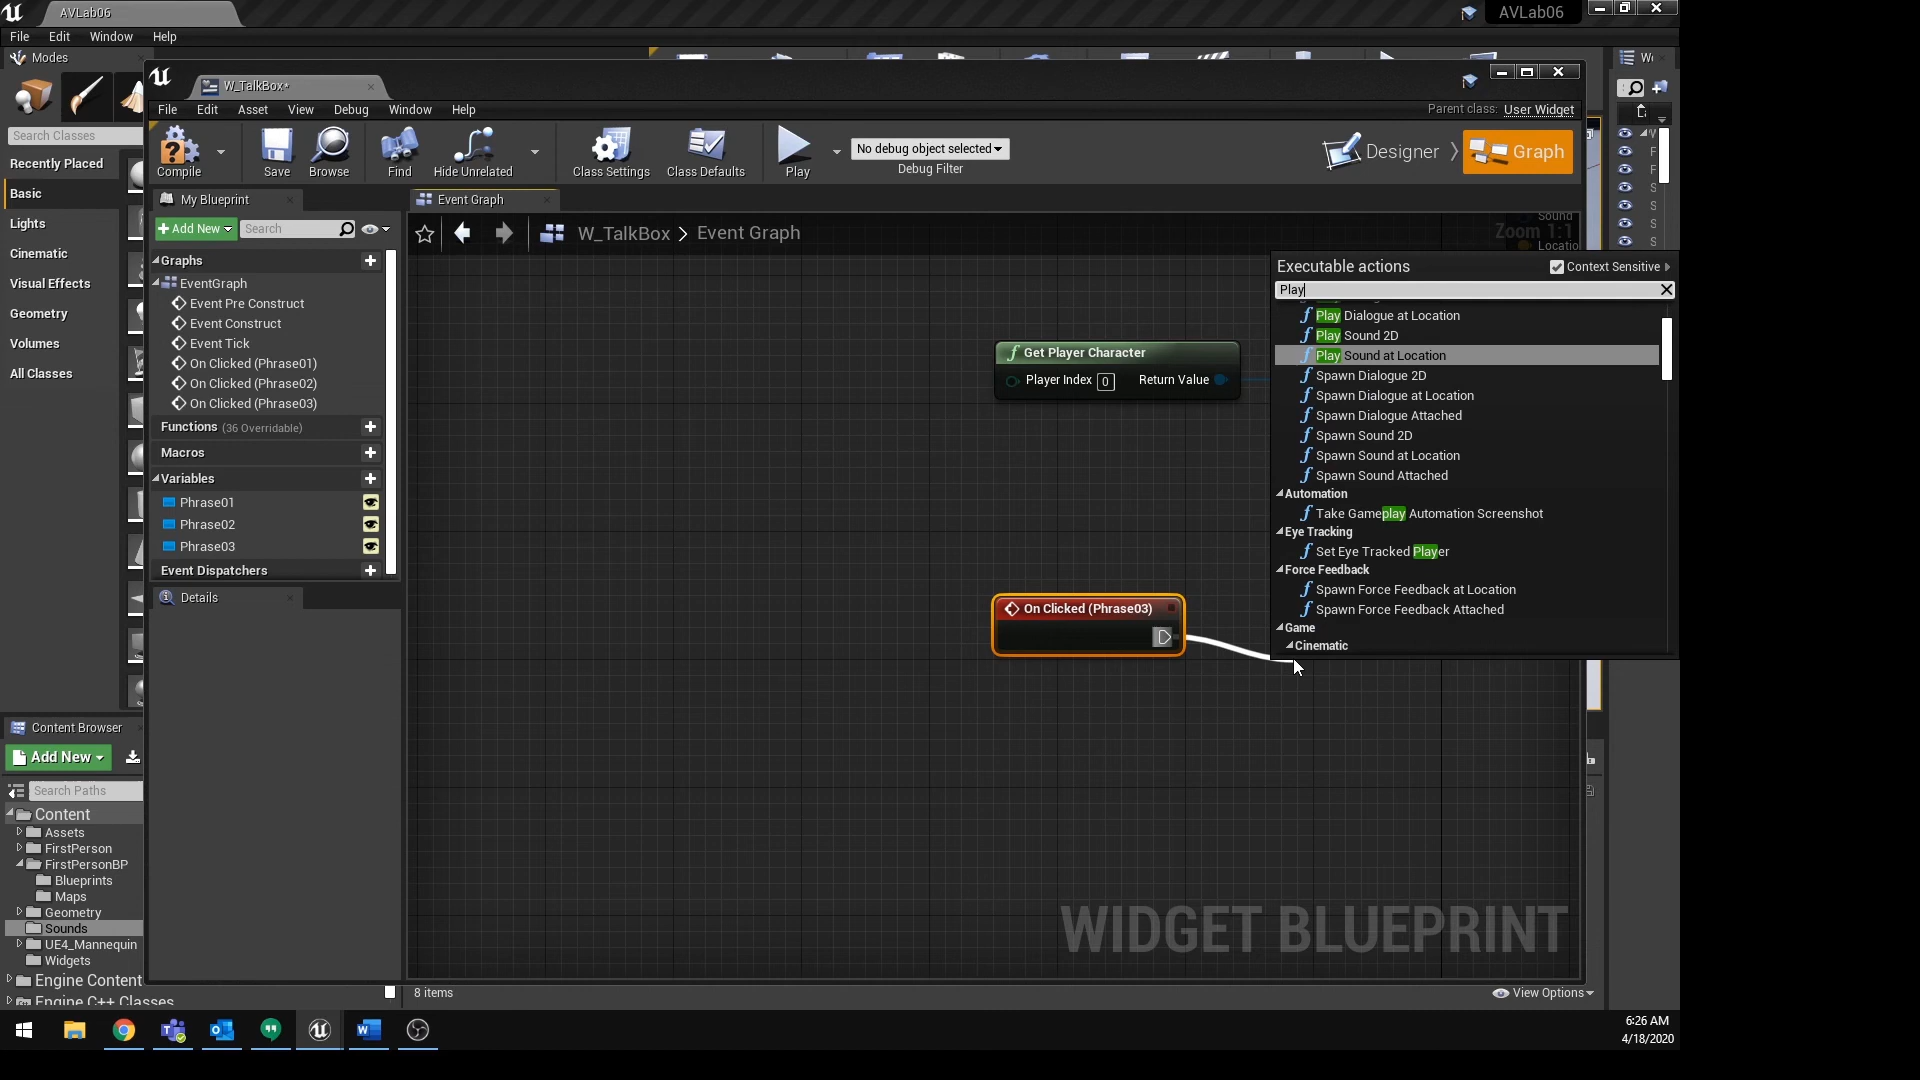 AVLab06
AVLab06
File Edit Window Help
Modes
W_TalkBox*
File Edit Asset View Debug Window Help
Parent class: User Widget
Search Classes
Recently Placed
Basic
Lights
Cinematic
Visual Effects
Geometry
Volumes
All Classes
Compile
Save
Browse
Find
Hide Unrelated
Class Settings
Class Defaults
Play
No debug object selected
Debug Filter
Designer
Graph
My Blueprint
Event Graph
Add New
Search
W_TalkBox > Event Graph
Zoom 1:1
Sound
Graphs
EventGraph
Event Pre Construct
Event Construct
Event Tick
On Clicked (Phrase01)
On Clicked (Phrase02)
On Clicked (Phrase03)
Functions (36 Overridable)
Macros
Variables
Phrase01
Phrase02
Phrase03
Event Dispatchers
Details
Get Player Character
Player Index 0 Return Value
On Clicked (Phrase03)
Executable actions
Context Sensitive
Play
Play Dialogue at Location
Play Sound 2D
Play Sound at Location
Spawn Dialogue 2D
Spawn Dialogue at Location
Spawn Dialogue Attached
Spawn Sound 2D
Spawn Sound at Location
Spawn Sound Attached
Automation
Take Gameplay Automation Screenshot
Eye Tracking
Set Eye Tracked Player
Force Feedback
Spawn Force Feedback at Location
Spawn Force Feedback Attached
Game
Cinematic
WIDGET BLUEPRINT
Content Browser
Add New
Search Paths
Content
Assets
FirstPerson
FirstPersonBP
Blueprints
Maps
Geometry
Sounds
UE4_Mannequin
Widgets
Engine Content
Engine C++ Classes
8 items
View Options
6:26 AM
4/18/2020